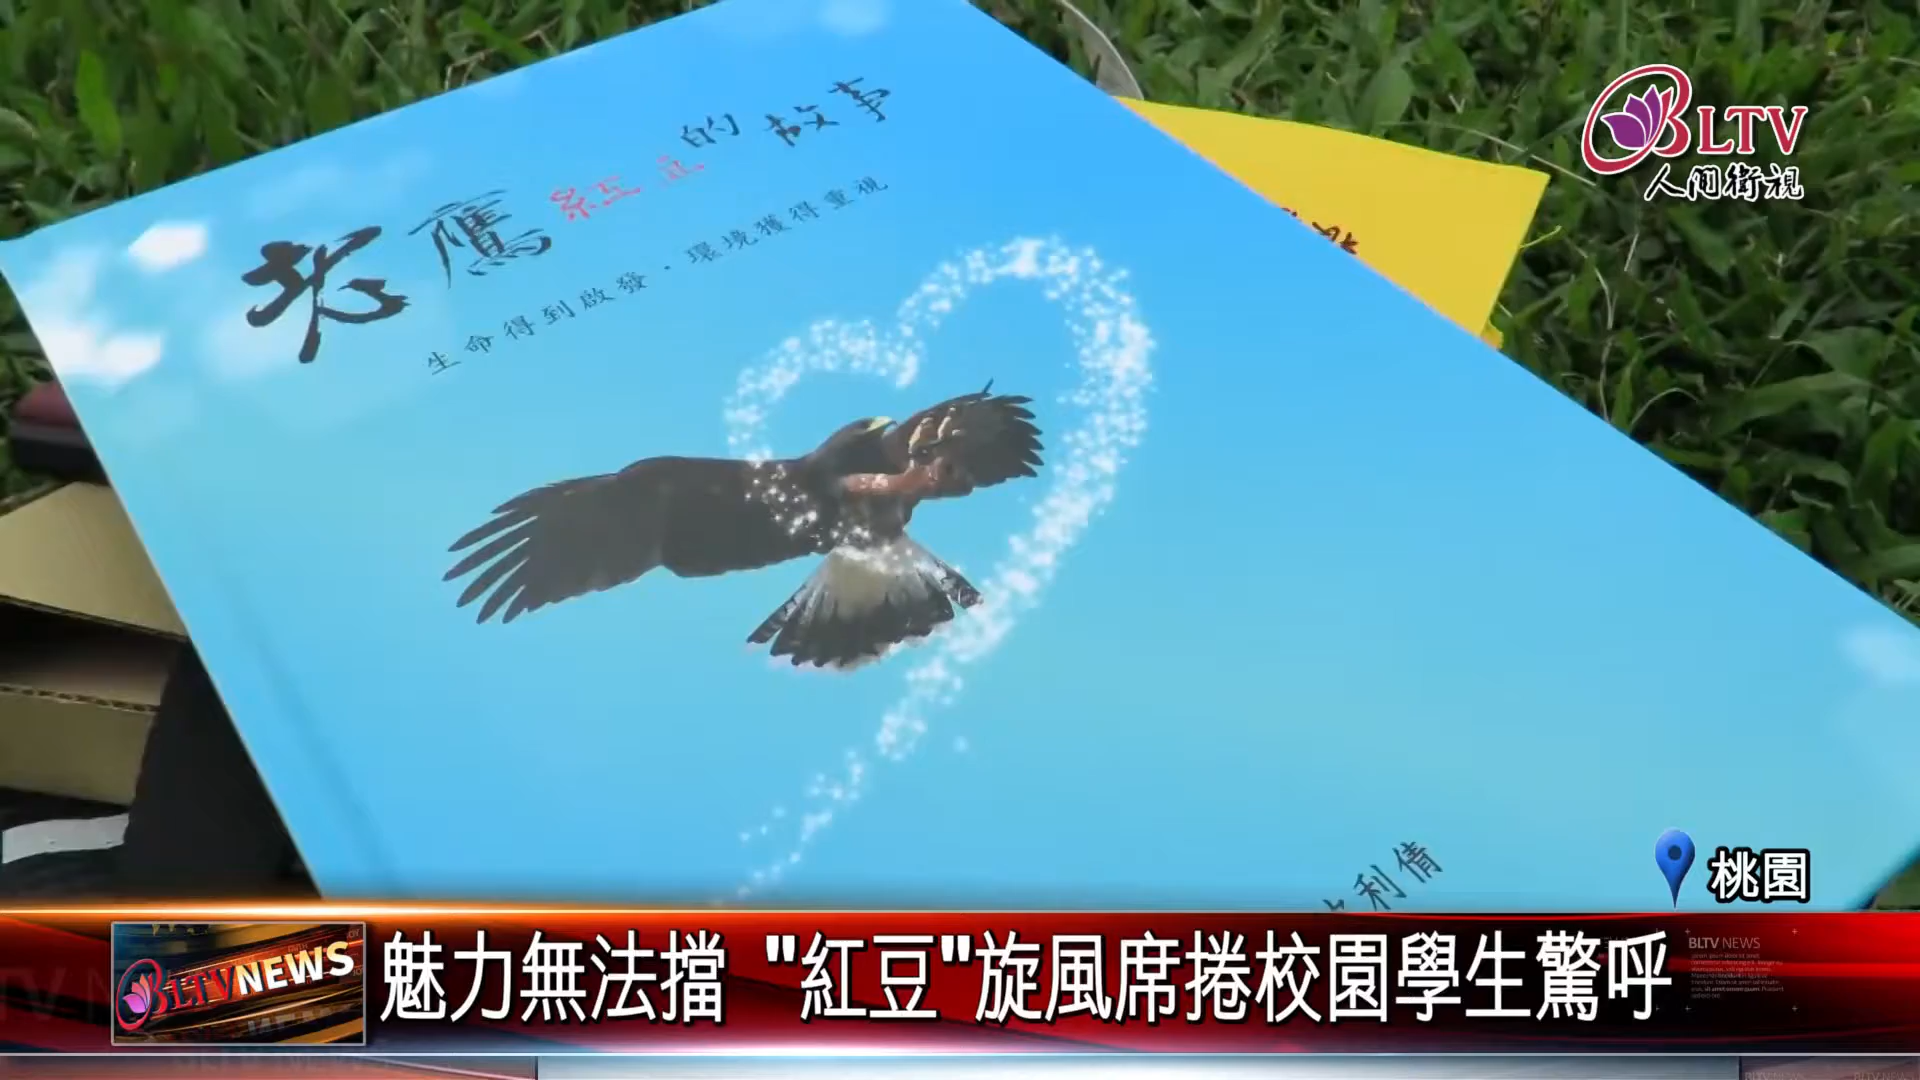 老鷹紅豆的故事
生命得到啟發·環境獲得重視
利倩
BLTV
人間衛視
桃園
BLTV NEWS
魅力無法擋 "紅豆"旋風席捲校園學生驚呼
BLTV NEWS